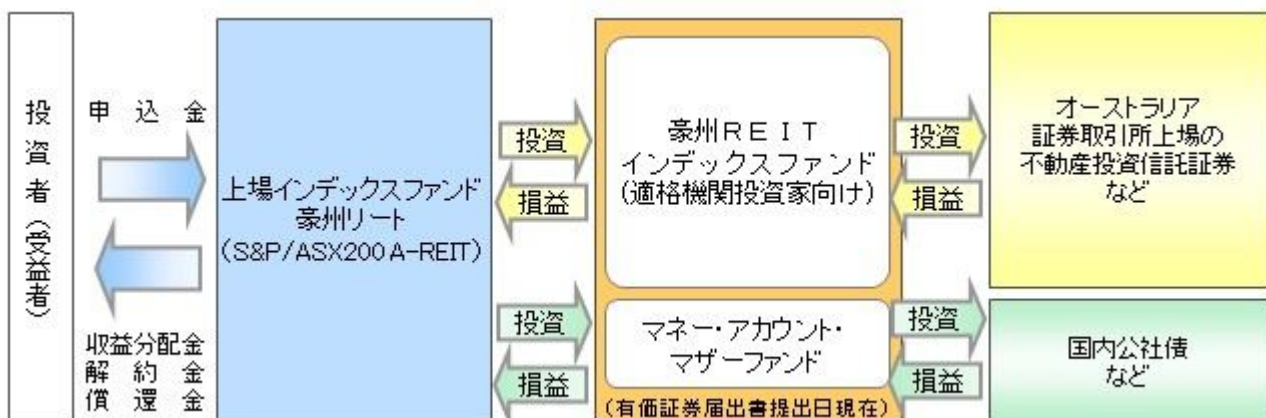 投資者(受益者)
申込金
収益分配金
解約金
償還金
上場インデックスファンド
豪州リート
(S&P/ASX200 A-REIT)
投資
損益
投資
損益
豪州REIT
インデックスファンド
(適格機関投資家向け)
マネー・アカウント・
マザーファンド
(有価証券届出書提出日現在)
投資
損益
投資
損益
オーストラリア
証券取引所上場の
不動産投資信託証券
など
国内公社債
など